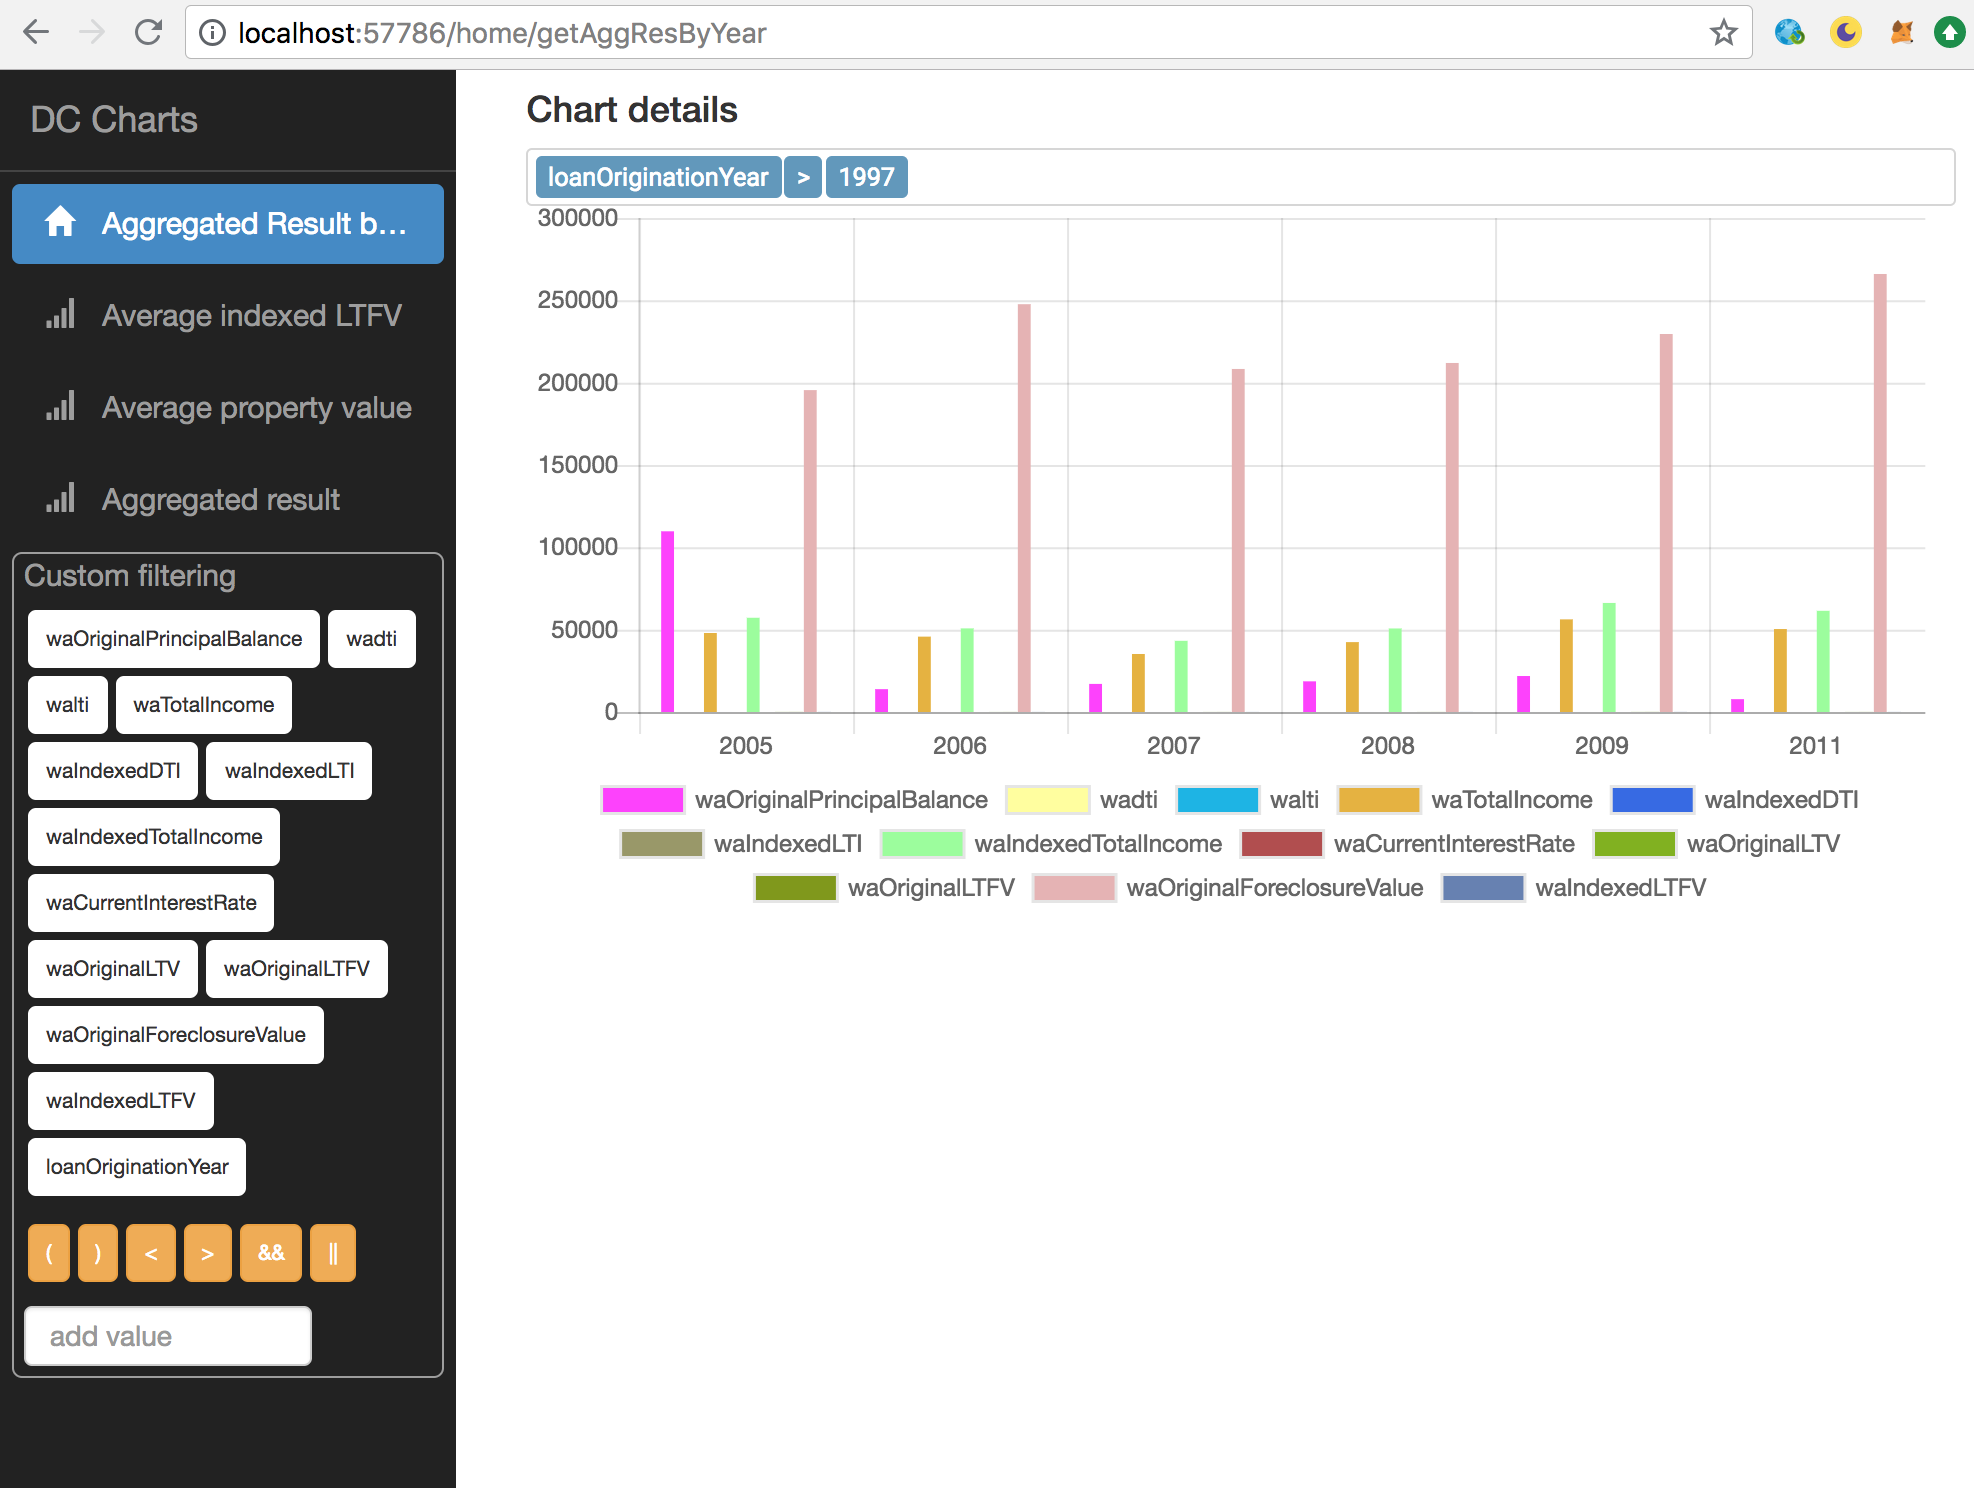 localhost:57786/home/getAggResByYear
DC Charts
Aggregated Result b...
Average indexed LTFV
Average property value
Aggregated result
Custom filtering
waOriginalPrincipalBalance wadti
walti waTotalIncome
waIndexedDTI waIndexedLTI
waIndexedTotalIncome
waCurrentInterestRate
waOriginalLTV waOriginalLTFV
waOriginalForeclosureValue
waIndexedLTFV
loanOriginationYear
( ) < > && ||
add value
Chart details
loanOriginationYear > 1997
300000
250000
200000
150000
100000
50000
0
2005 2006 2007 2008 2009 2011
waOriginalPrincipalBalance wadti walti waTotalIncome waIndexedDTI
waIndexedLTI waIndexedTotalIncome waCurrentInterestRate waOriginalLTV
waOriginalLTFV waOriginalForeclosureValue waIndexedLTFV